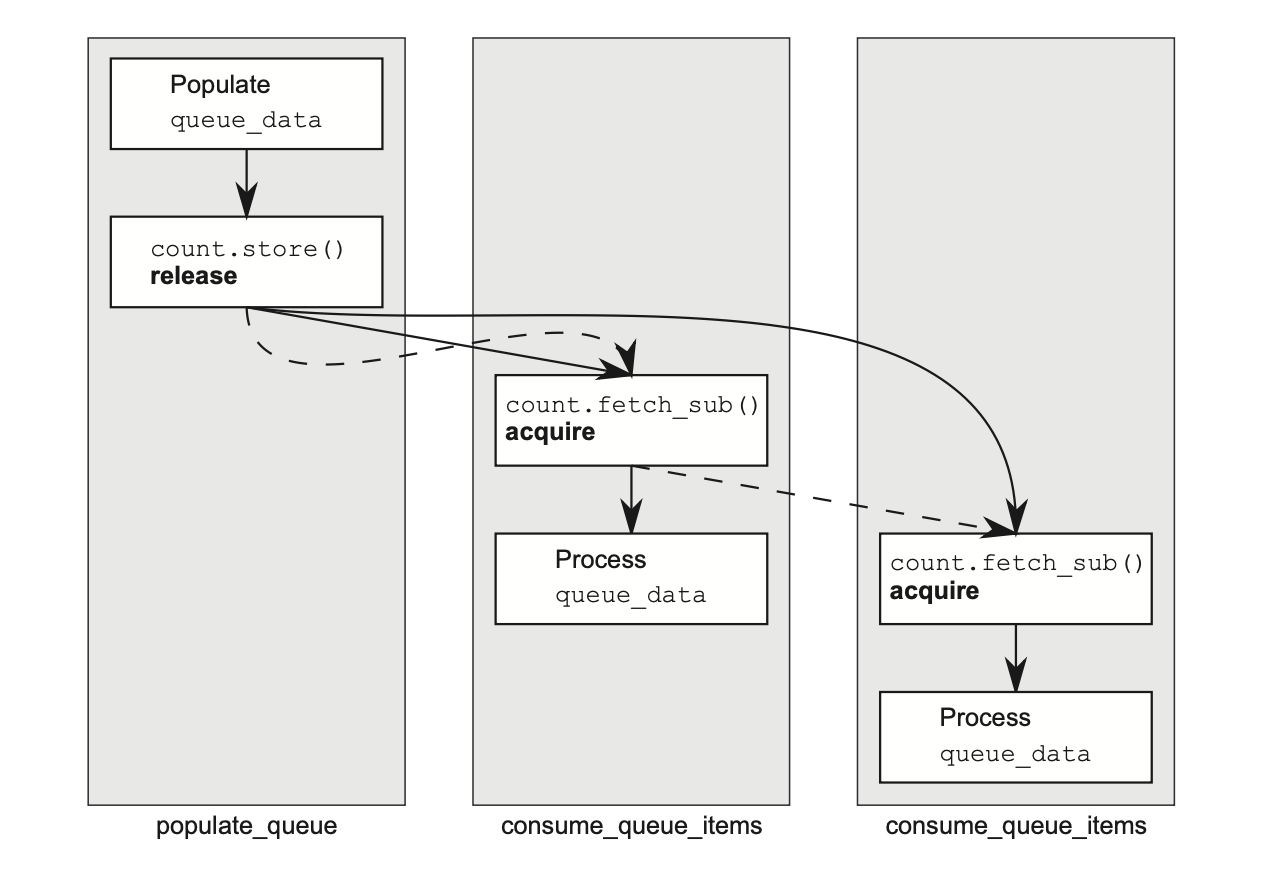 Populate
queue_data
count.store()
release
count.fetch_sub()
acquire
Process
queue_data
count.fetch_sub()
acquire
Process
queue_data
populate_queue
consume_queue_items
consume_queue_items